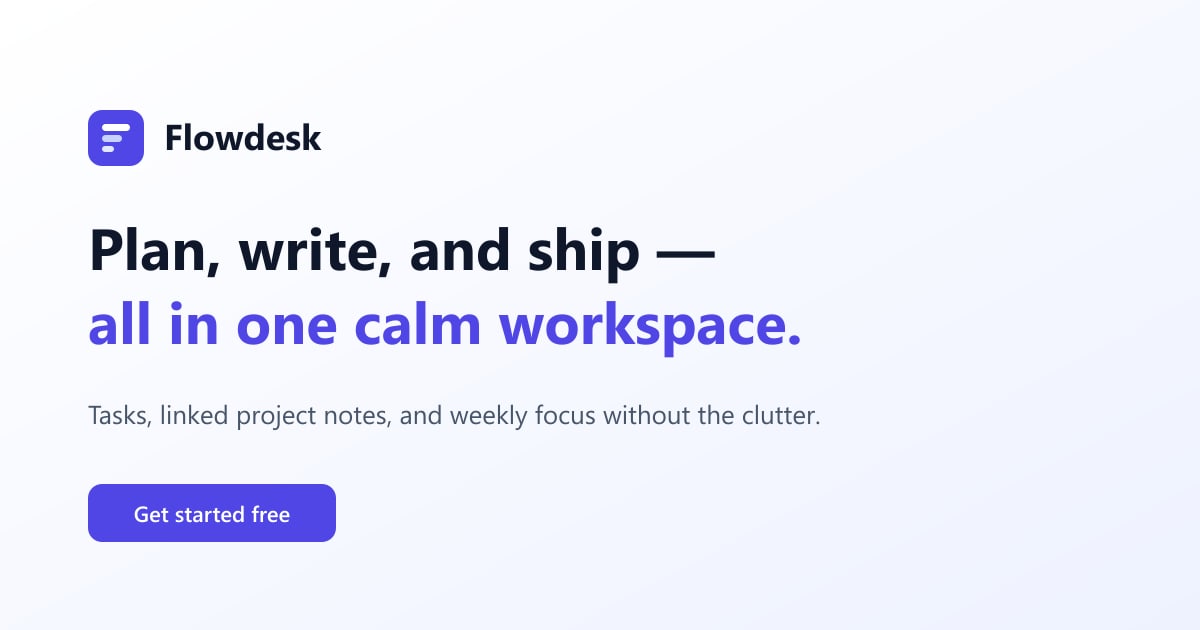 Flowdesk
Plan, write, and ship —
all in one calm workspace.
Tasks, linked project notes, and weekly focus without the clutter.
Get started free